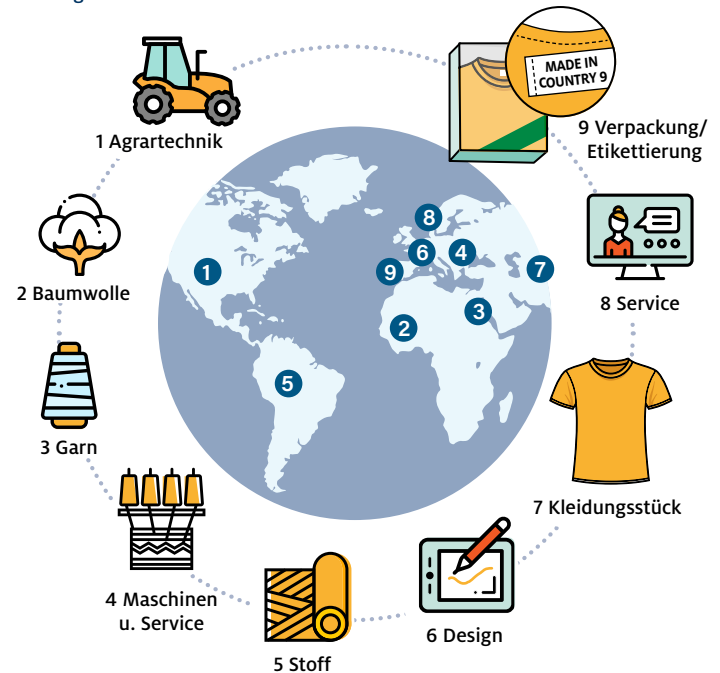 MADE IN
COUNTRY 9
1 Agrartechnik
9 Verpackung/
Etikettierung
2 Baumwolle
8 Service
3 Garn
7 Kleidungsstück
4 Maschinen
u. Service
6 Design
5 Stoff
8
6
4
1
9
7
3
2
5